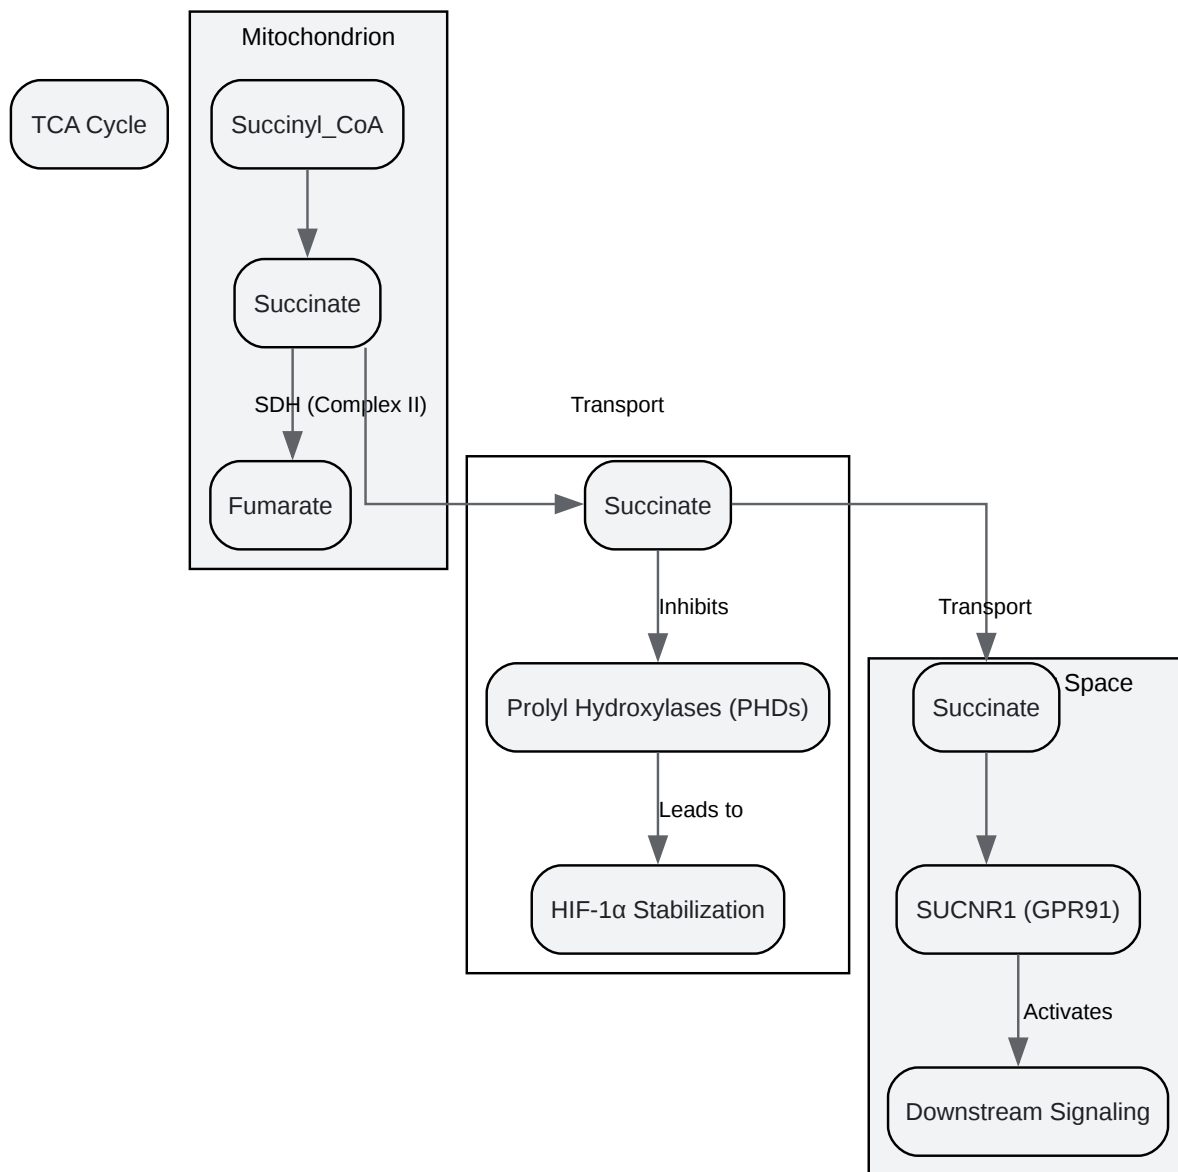 Mitochondrion
TCA Cycle
Succinyl_CoA
Succinate
SDH (Complex II)
Transport
Fumarate
Succinate
Inhibits
Transport
Prolyl Hydroxylases (PHDs)
Succinate
Space
Leads to
HIF-1α Stabilization
SUCNR1 (GPR91)
Activates
Downstream Signaling